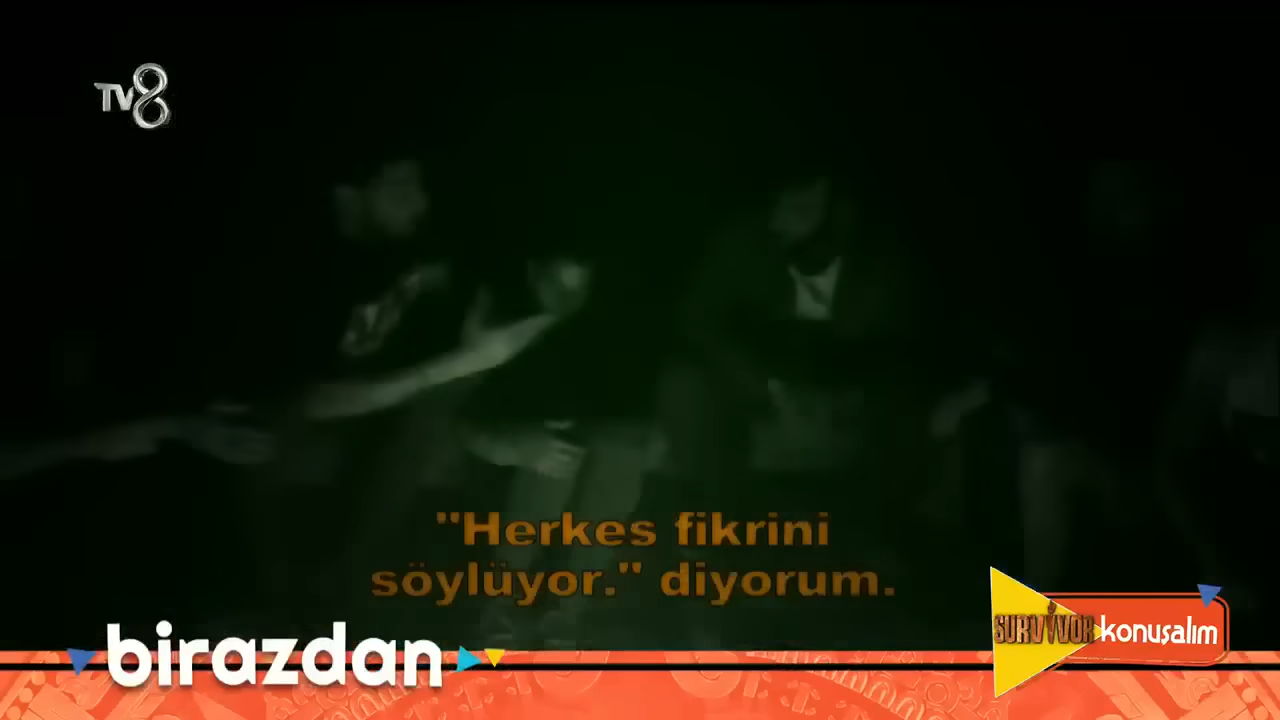 TV8
"Herkes fikrini
söylüyor." diyorum.
birazdan
SURVIVOR
konuşalım